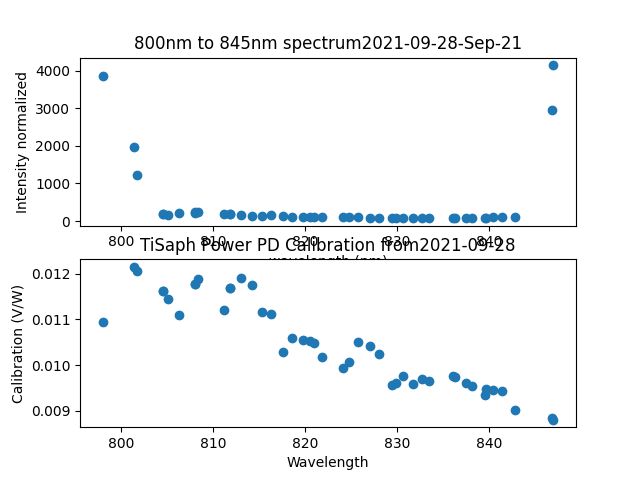 800nm to 845nm spectrum2021-09-28-Sep-21
4000
3000
2000
1000
0
Intensity normalized
800 810 820 830 840
wavelength (nm)
TiSaph Power PD Calibration from2021-09-28
0.012
0.011
0.010
0.009
Calibration (V/W)
800 810 820 830 840
Wavelength